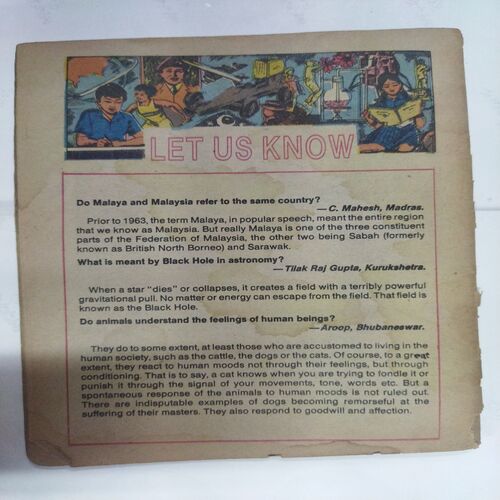 LET US KNOW
Do Malaya and Malaysia refer to the same country?
— C. Mahesh, Madras.
Prior to 1963, the term Malaya, in popular speech, meant the entire region
that we know as Malaysia. But really Malaya is one of the three constituent
parts of the Federation of Malaysia, the other two being Sabah (formerly
known as British North Borneo) and Sarawak.
What is meant by Black Hole in astronomy?
— Tilak Raj Gupta, Kurukshetra.
When a star "dies" or collapses, it creates a field with a terribly powerful
gravitational pull. No matter or energy can escape from the field. That field is
known as the Black Hole.
Do animals understand the feelings of human beings?
— Aroop, Bhubaneswar.
They do to some extent, at least those who are accustomed to living in the
human society, such as the cattle, the dogs or the cats. Of course, to a great
extent, they react to human moods not through their feelings, but through
conditioning. That is to say, a cat knows when you are trying to fondle it or
punish it through the signal of your movements, tone, words etc. But a
spontaneous response of the animals to human moods is not ruled out.
There are indisputable examples of dogs becoming remorseful at the
suffering of their masters. They also respond to goodwill and affection.